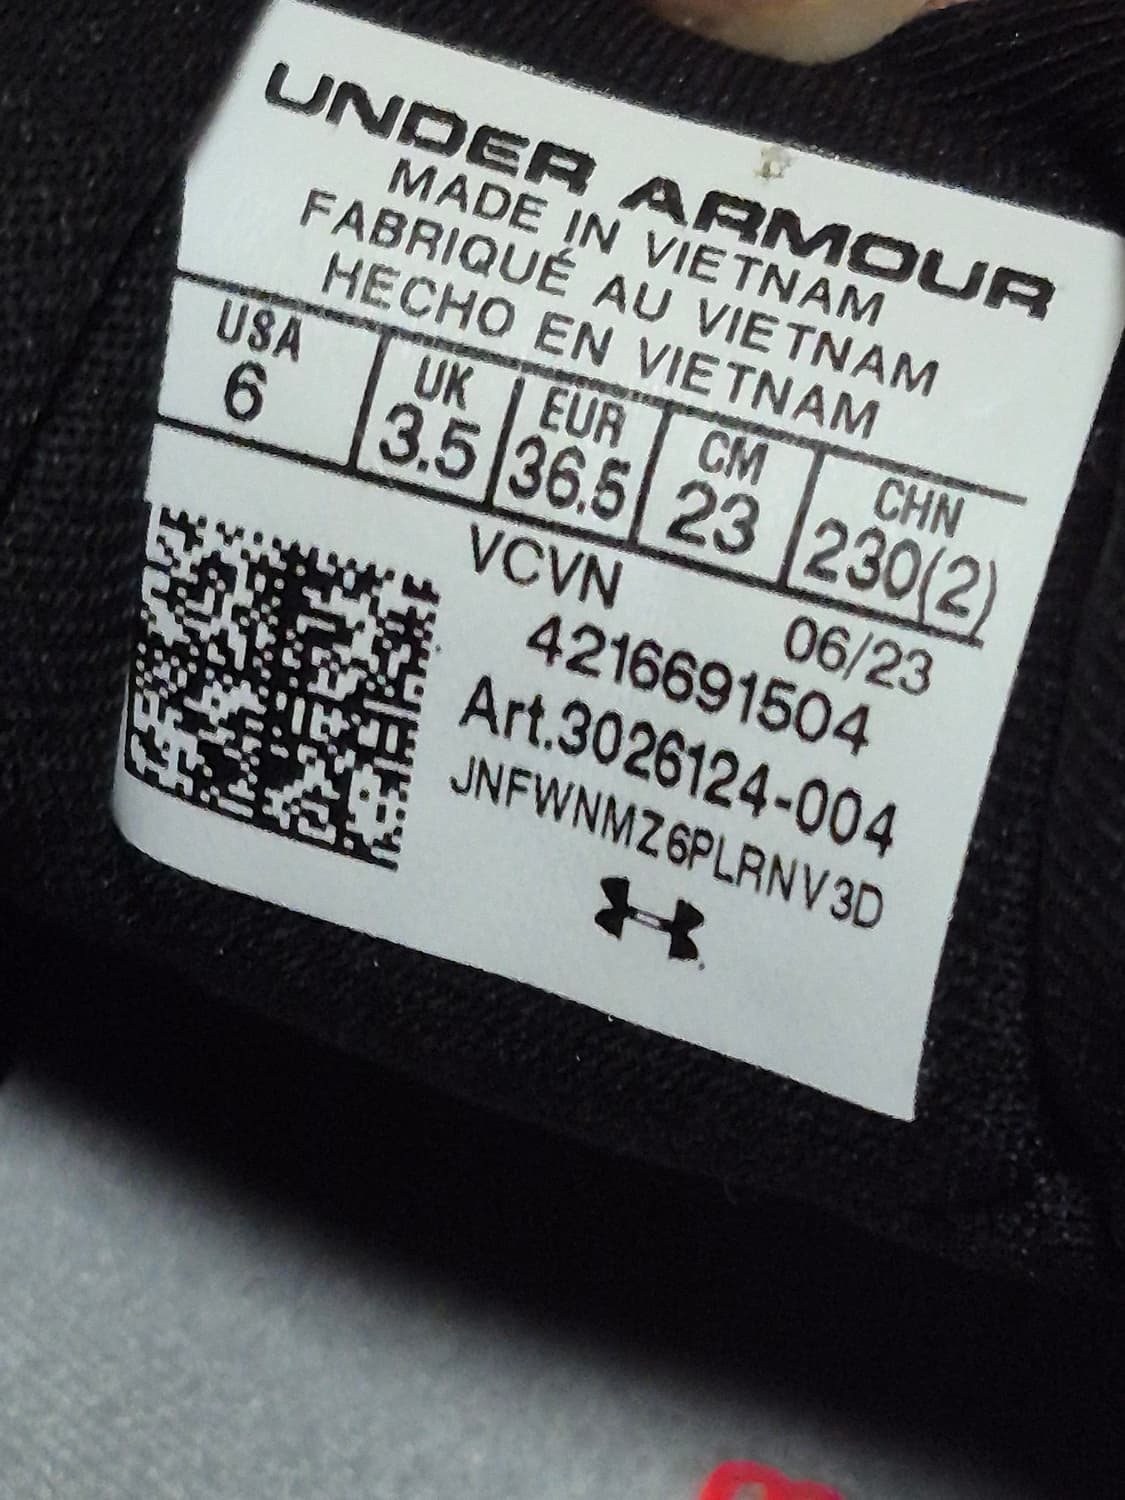 UNDER ARMOUR
MADE IN VIETNAM
FABRIQUÉ AU VIETNAM
HECHO EN VIETNAM
USA UK EUR CM CHN
6 3.5 36.5 23 230(2)
VCVN 06/23
4216691504
Art.3026124-004
JNFWNMZ6PLRNV3D